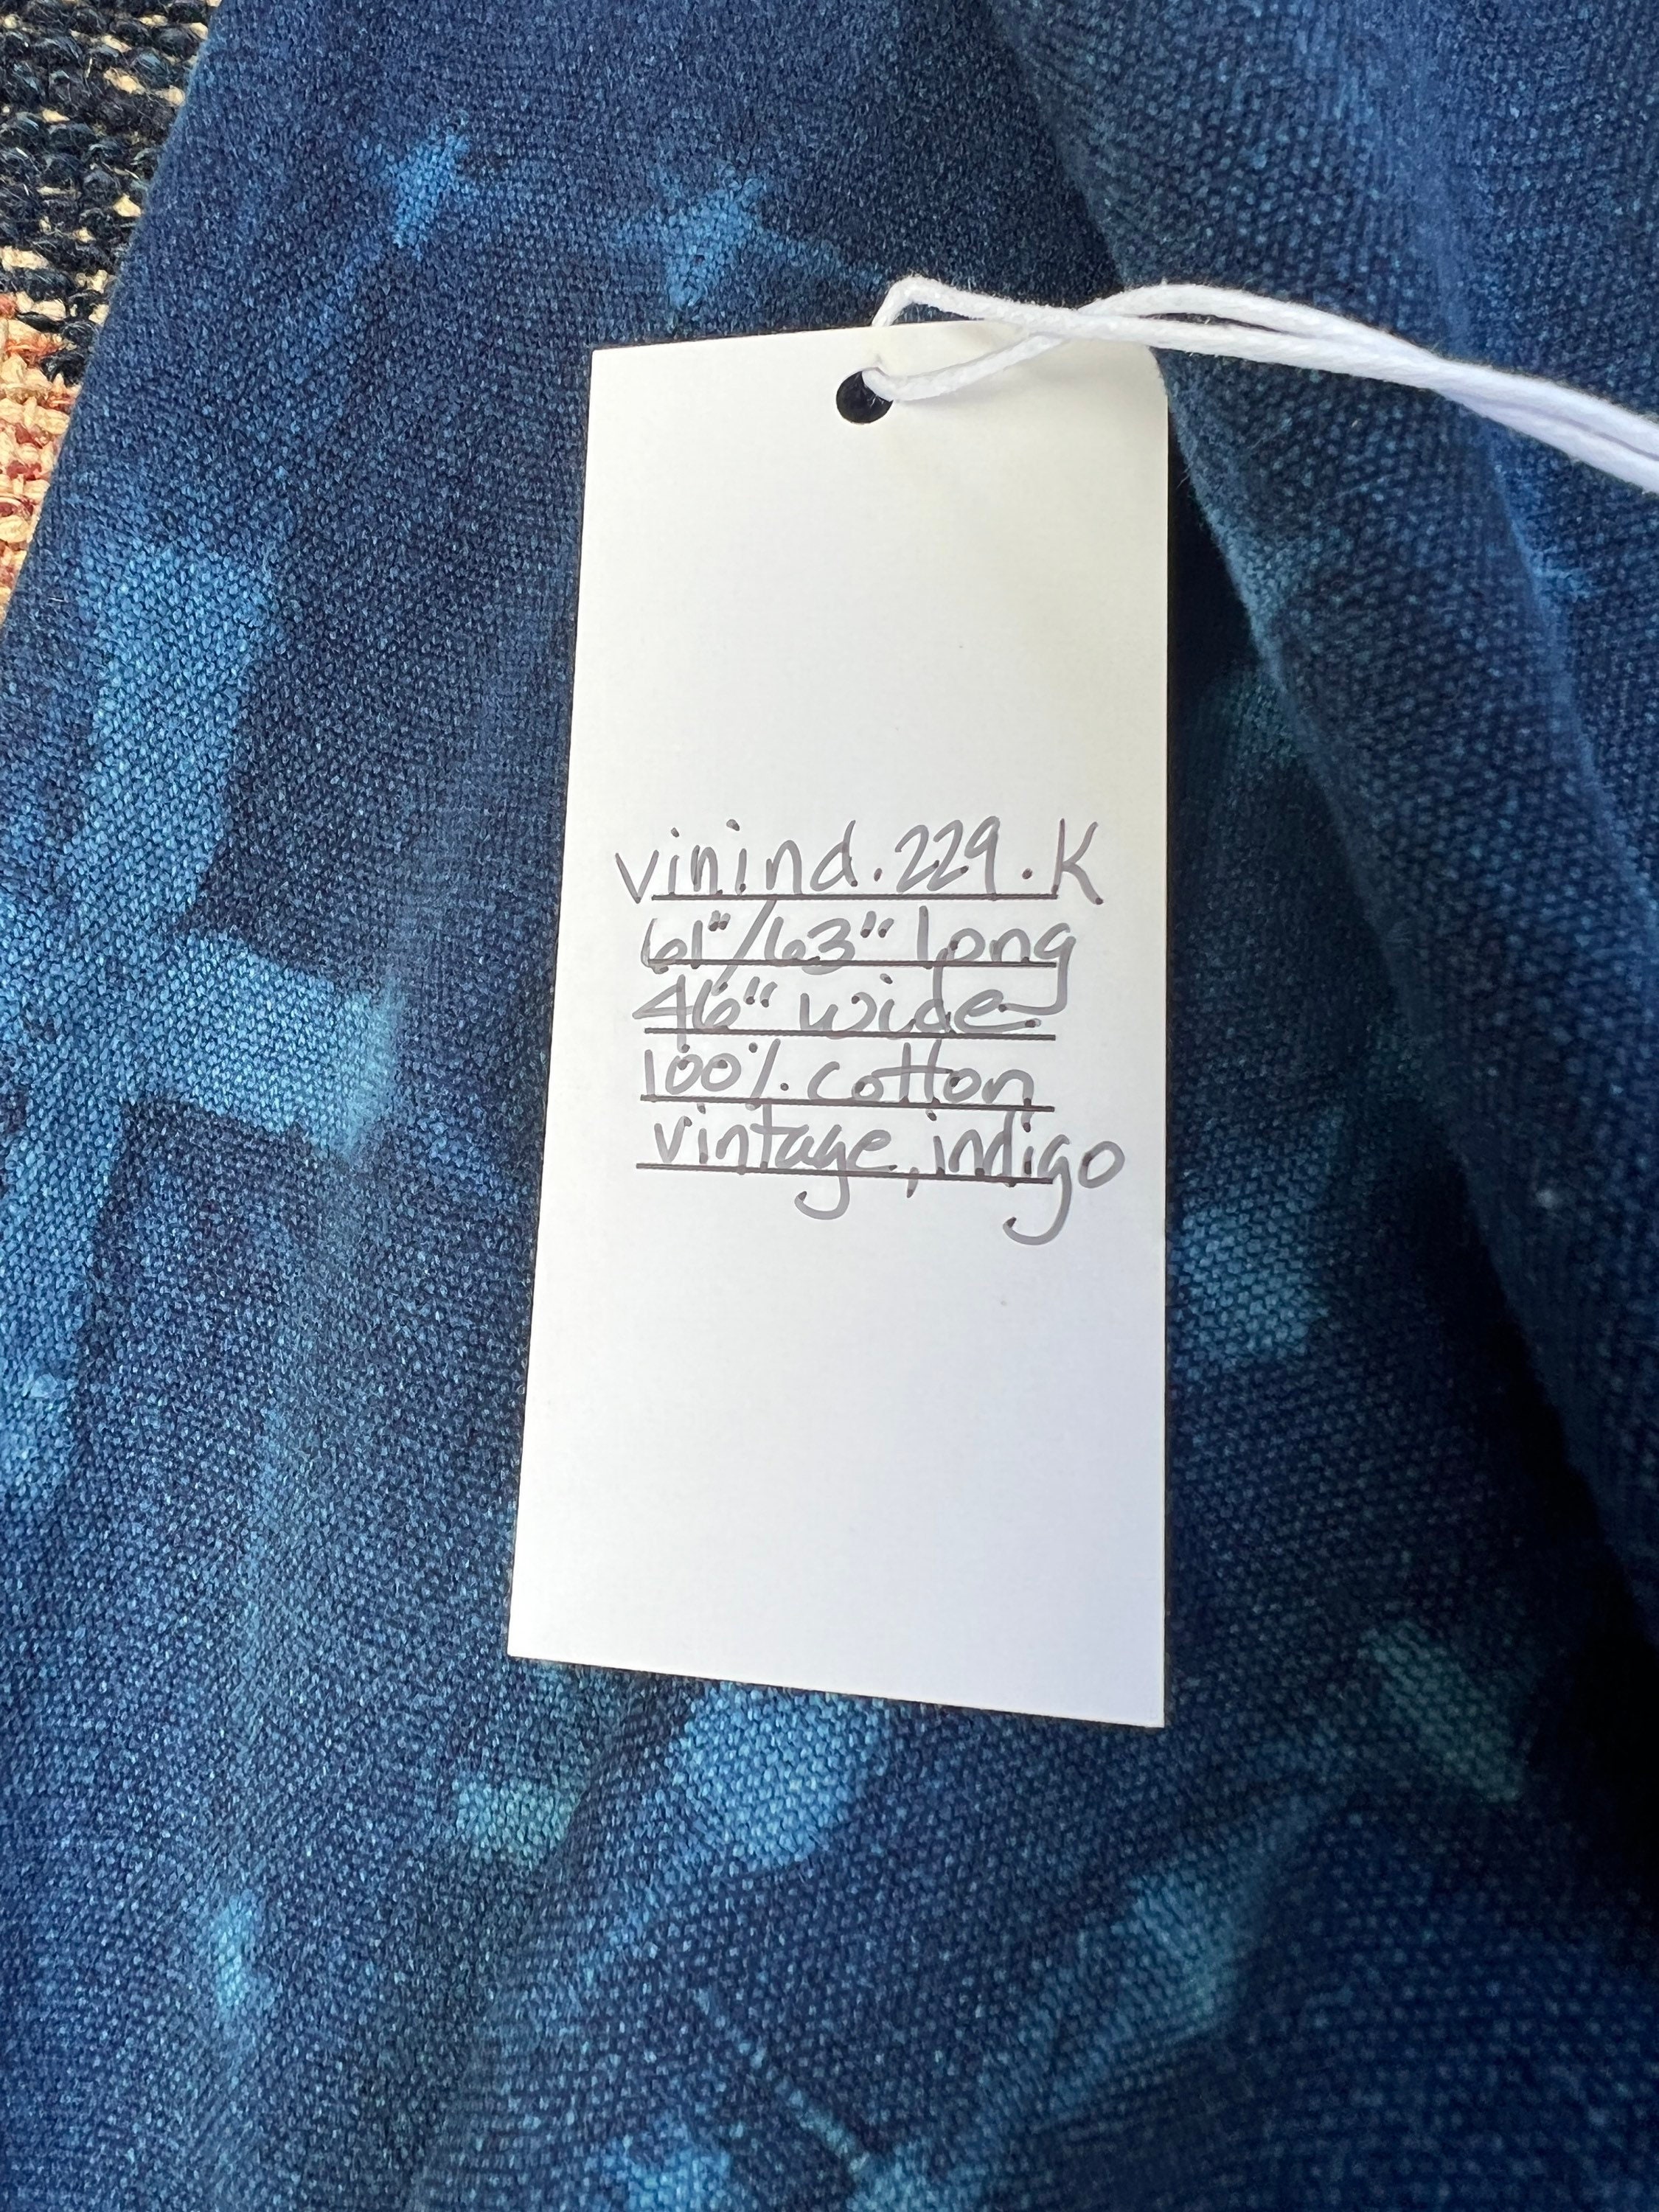 vinind.229.K
61"/63" long
46" wide
100% cotton
vintage, indigo